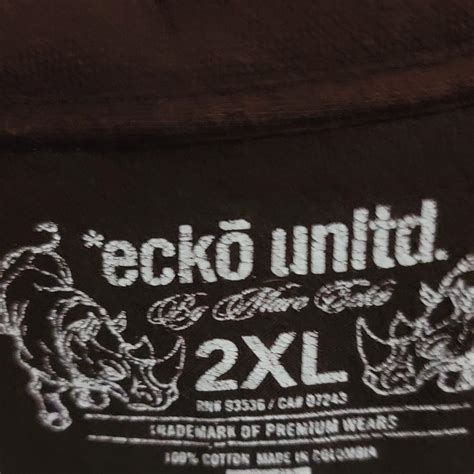 *eckō unltd.
By Marc Ecko
2XL
RN# 93536 / CA# 07243
TRADEMARK OF PREMIUM WEARS
100% COTTON MADE IN COLOMBIA